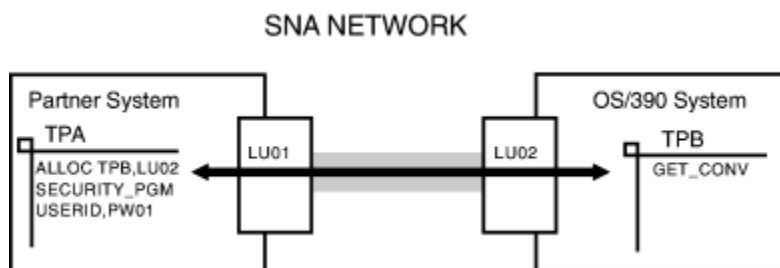 SNA NETWORK
Partner System
TPA
ALLOC TPB,LU02
SECURITY_PGM
USERID,PW01
LU01
LU02
OS/390 System
TPB
GET_CONV